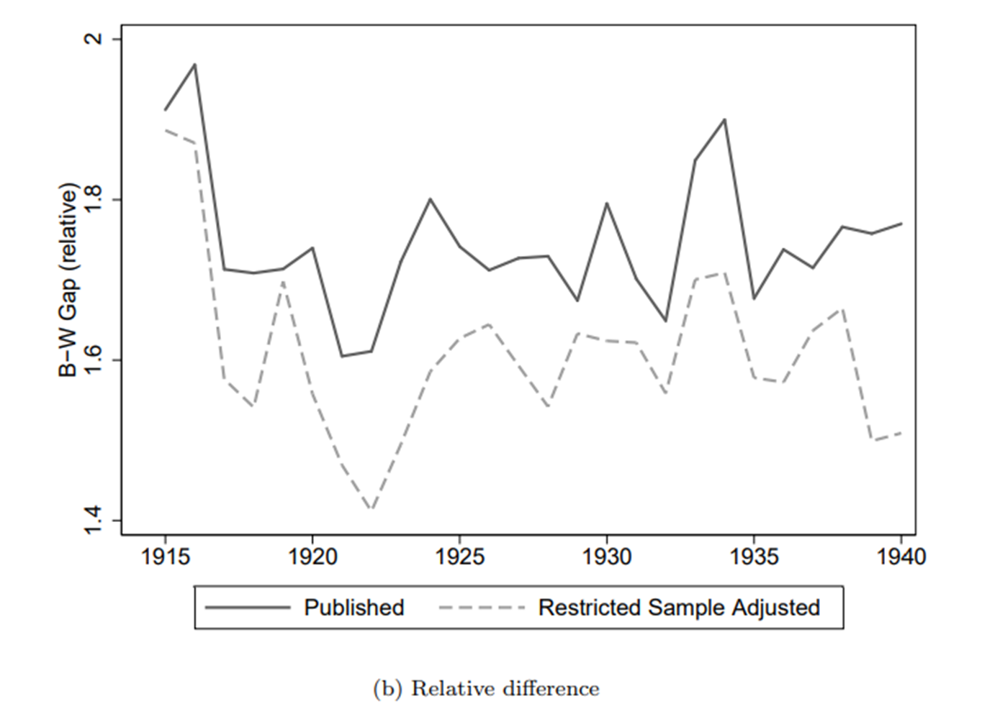 2
1.8
1.6
1.4
B−W Gap (relative)
1915 1920 1925 1930 1935 1940
Published Restricted Sample Adjusted
(b) Relative difference